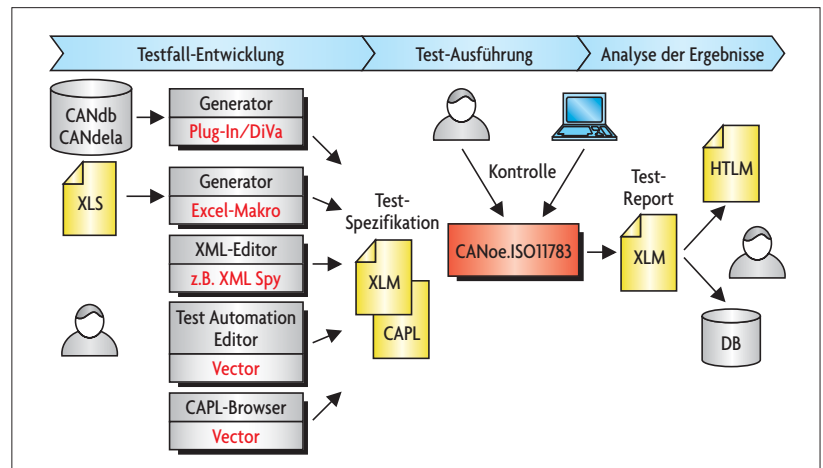 Testfall-Entwicklung
Test-Ausführung
Analyse der Ergebnisse
CANdb
CANdela
Generator
Plug-In/DiVa
XLS
Generator
Excel-Makro
XML-Editor
z.B. XML Spy
Test Automation
Editor
Vector
CAPL-Browser
Vector
Test-
Spezifikation
XLM
CAPL
Kontrolle
CANoe.ISO11783
Test-
Report
XLM
HTLM
DB